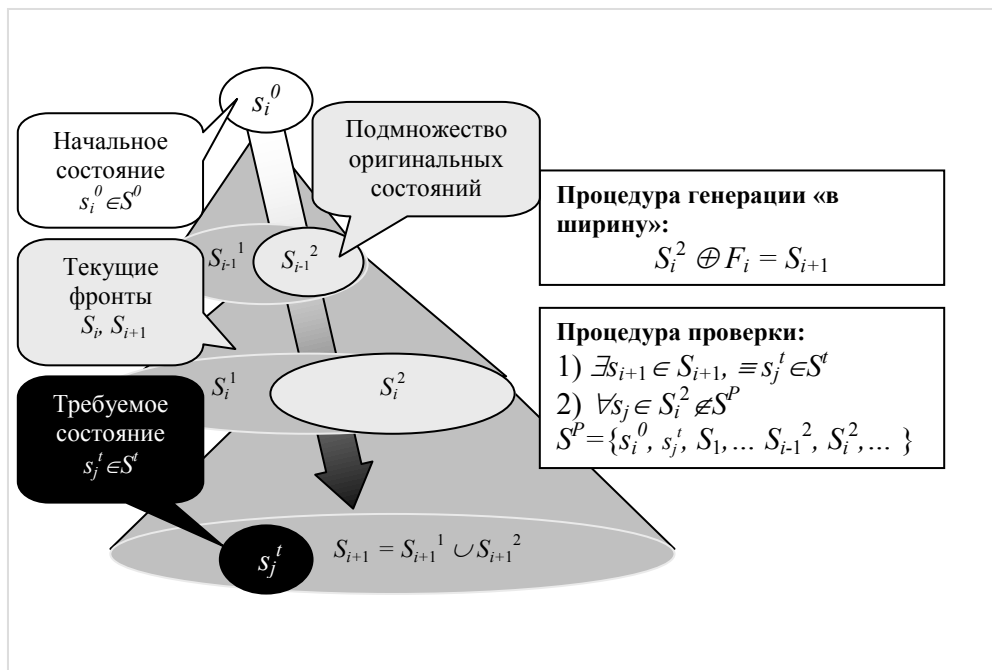 s_i^0
Начальное
состояние
s_i^0 ∈ S^0
Подмножество
оригинальных
состояний
Процедура генерации «в
ширину»:
S_i^2 ⊕ F_i = S_{i+1}
S_{i-1}^1
S_{i-1}^2
Текущие
фронты
S_i, S_{i+1}
Процедура проверки:
1) ∃s_{i+1} ∈ S_{i+1}, ≡ s_j^t ∈ S^t
2) ∀s_j ∈ S_i^2 ∉ S^P
S^P={s_i^0, s_j^t, S_1,... S_{i-1}^2, S_i^2,... }
S_i^1
S_i^2
Требуемое
состояние
s_j^t ∈ S^t
s_j^t
S_{i+1} = S_{i+1}^1 ∪ S_{i+1}^2